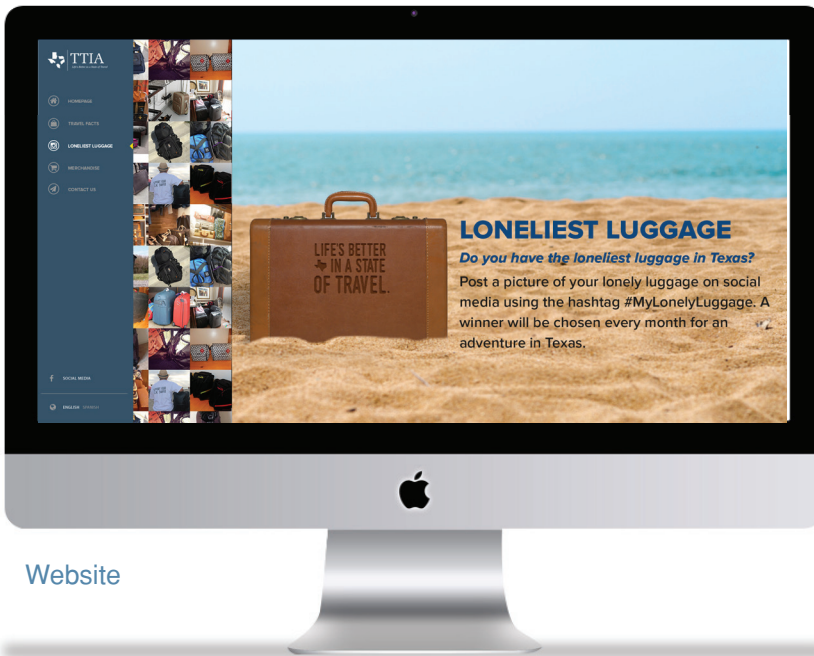 TTIA
HOMEPAGE
TRAVEL FACTS
LONELIEST LUGGAGE
MERCHANDISE
CONTACT US
SOCIAL MEDIA
ENGLISH
LIFE'S BETTER
IN A STATE
OF TRAVEL.
LONELIEST LUGGAGE
Do you have the loneliest luggage in Texas?
Post a picture of your lonely luggage on social
media using the hashtag #MyLonelyLuggage. A
winner will be chosen every month for an
adventure in Texas.
Website